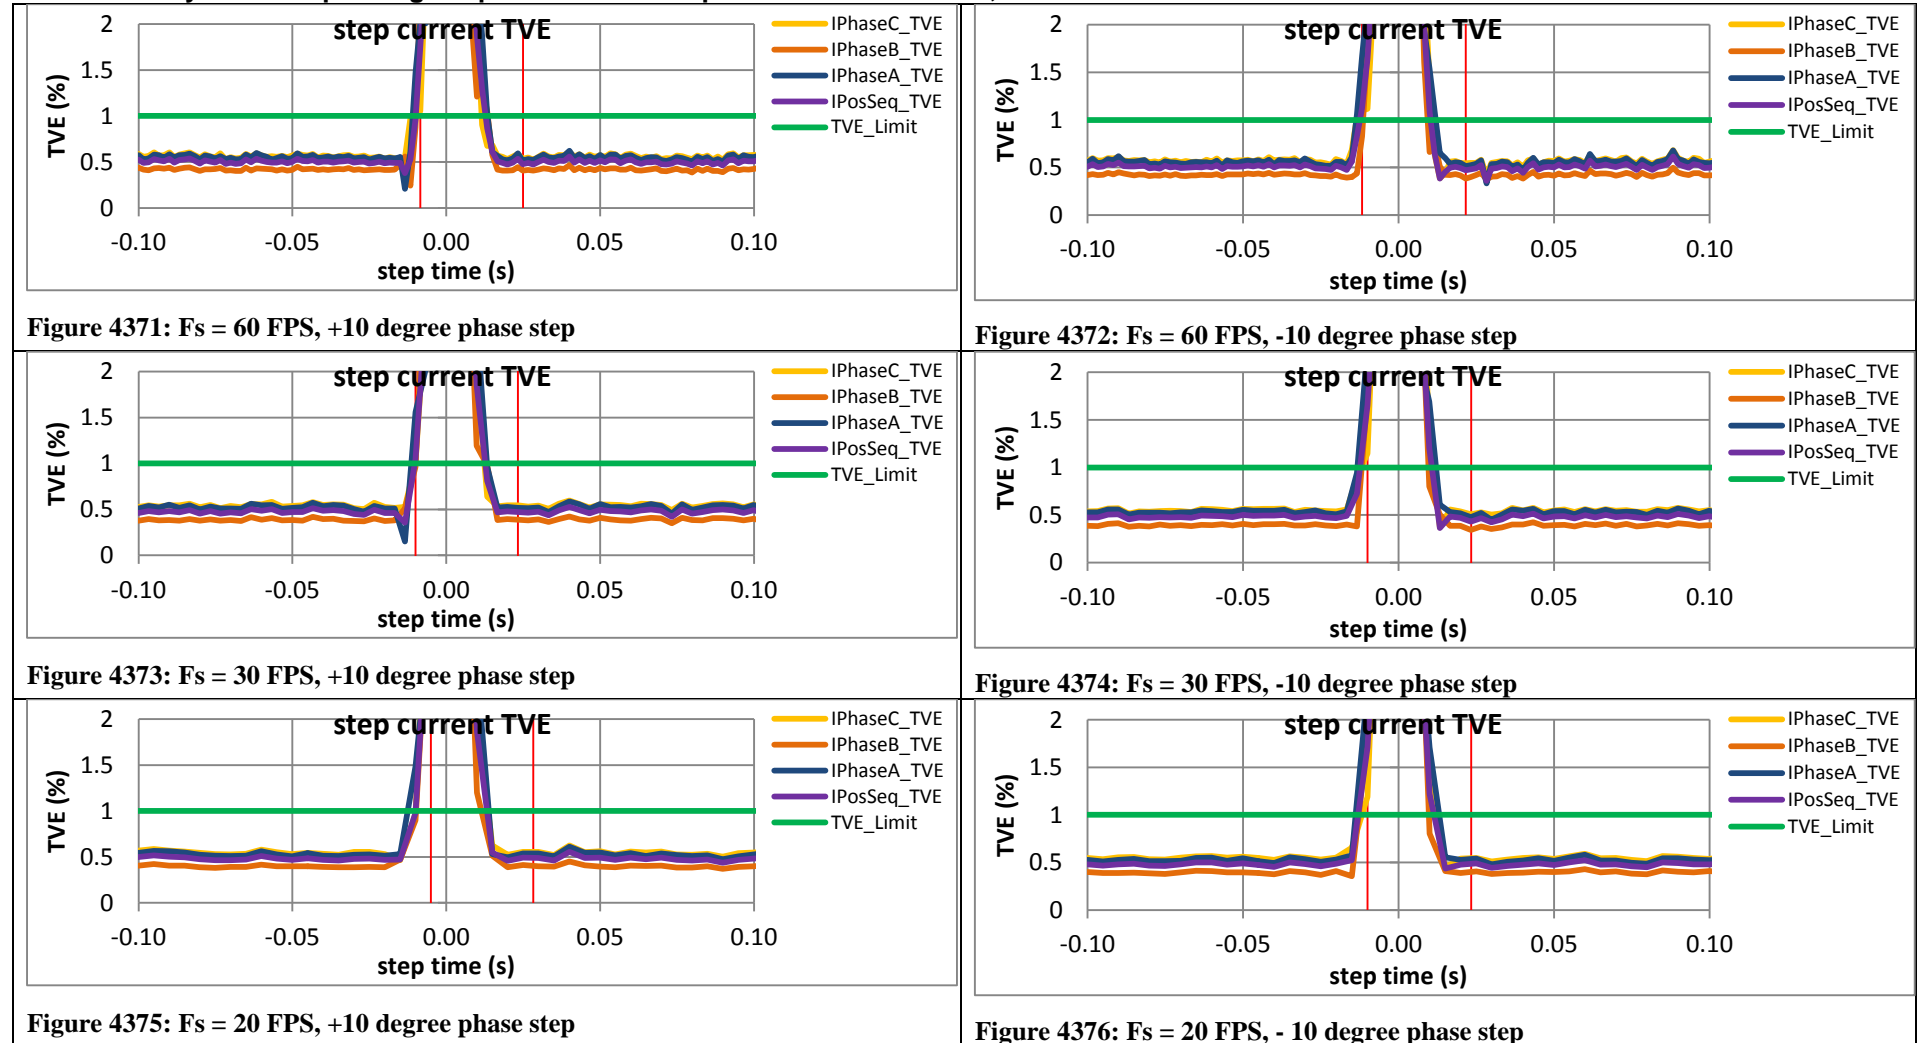 step current TVE
2
1.5
1
0.5
0
TVE (%)
-0.10 -0.05 0.00 0.05 0.10
step time (s)
IPhaseC_TVE
IPhaseB_TVE
IPhaseA_TVE
IPosSeq_TVE
TVE_Limit
Figure 4371: Fs = 60 FPS, +10 degree phase step
step current TVE
2
1.5
1
0.5
0
TVE (%)
-0.10 -0.05 0.00 0.05 0.10
step time (s)
IPhaseC_TVE
IPhaseB_TVE
IPhaseA_TVE
IPosSeq_TVE
TVE_Limit
Figure 4372: Fs = 60 FPS, -10 degree phase step
step current TVE
2
1.5
1
0.5
0
TVE (%)
-0.10 -0.05 0.00 0.05 0.10
step time (s)
IPhaseC_TVE
IPhaseB_TVE
IPhaseA_TVE
IPosSeq_TVE
TVE_Limit
Figure 4373: Fs = 30 FPS, +10 degree phase step
step current TVE
2
1.5
1
0.5
0
TVE (%)
-0.10 -0.05 0.00 0.05 0.10
step time (s)
IPhaseC_TVE
IPhaseB_TVE
IPhaseA_TVE
IPosSeq_TVE
TVE_Limit
Figure 4374: Fs = 30 FPS, -10 degree phase step
step current TVE
2
1.5
1
0.5
0
TVE (%)
-0.10 -0.05 0.00 0.05 0.10
step time (s)
IPhaseC_TVE
IPhaseB_TVE
IPhaseA_TVE
IPosSeq_TVE
TVE_Limit
Figure 4375: Fs = 20 FPS, +10 degree phase step
step current TVE
2
1.5
1
0.5
0
TVE (%)
-0.10 -0.05 0.00 0.05 0.10
step time (s)
IPhaseC_TVE
IPhaseB_TVE
IPhaseA_TVE
IPosSeq_TVE
TVE_Limit
Figure 4376: Fs = 20 FPS, - 10 degree phase step